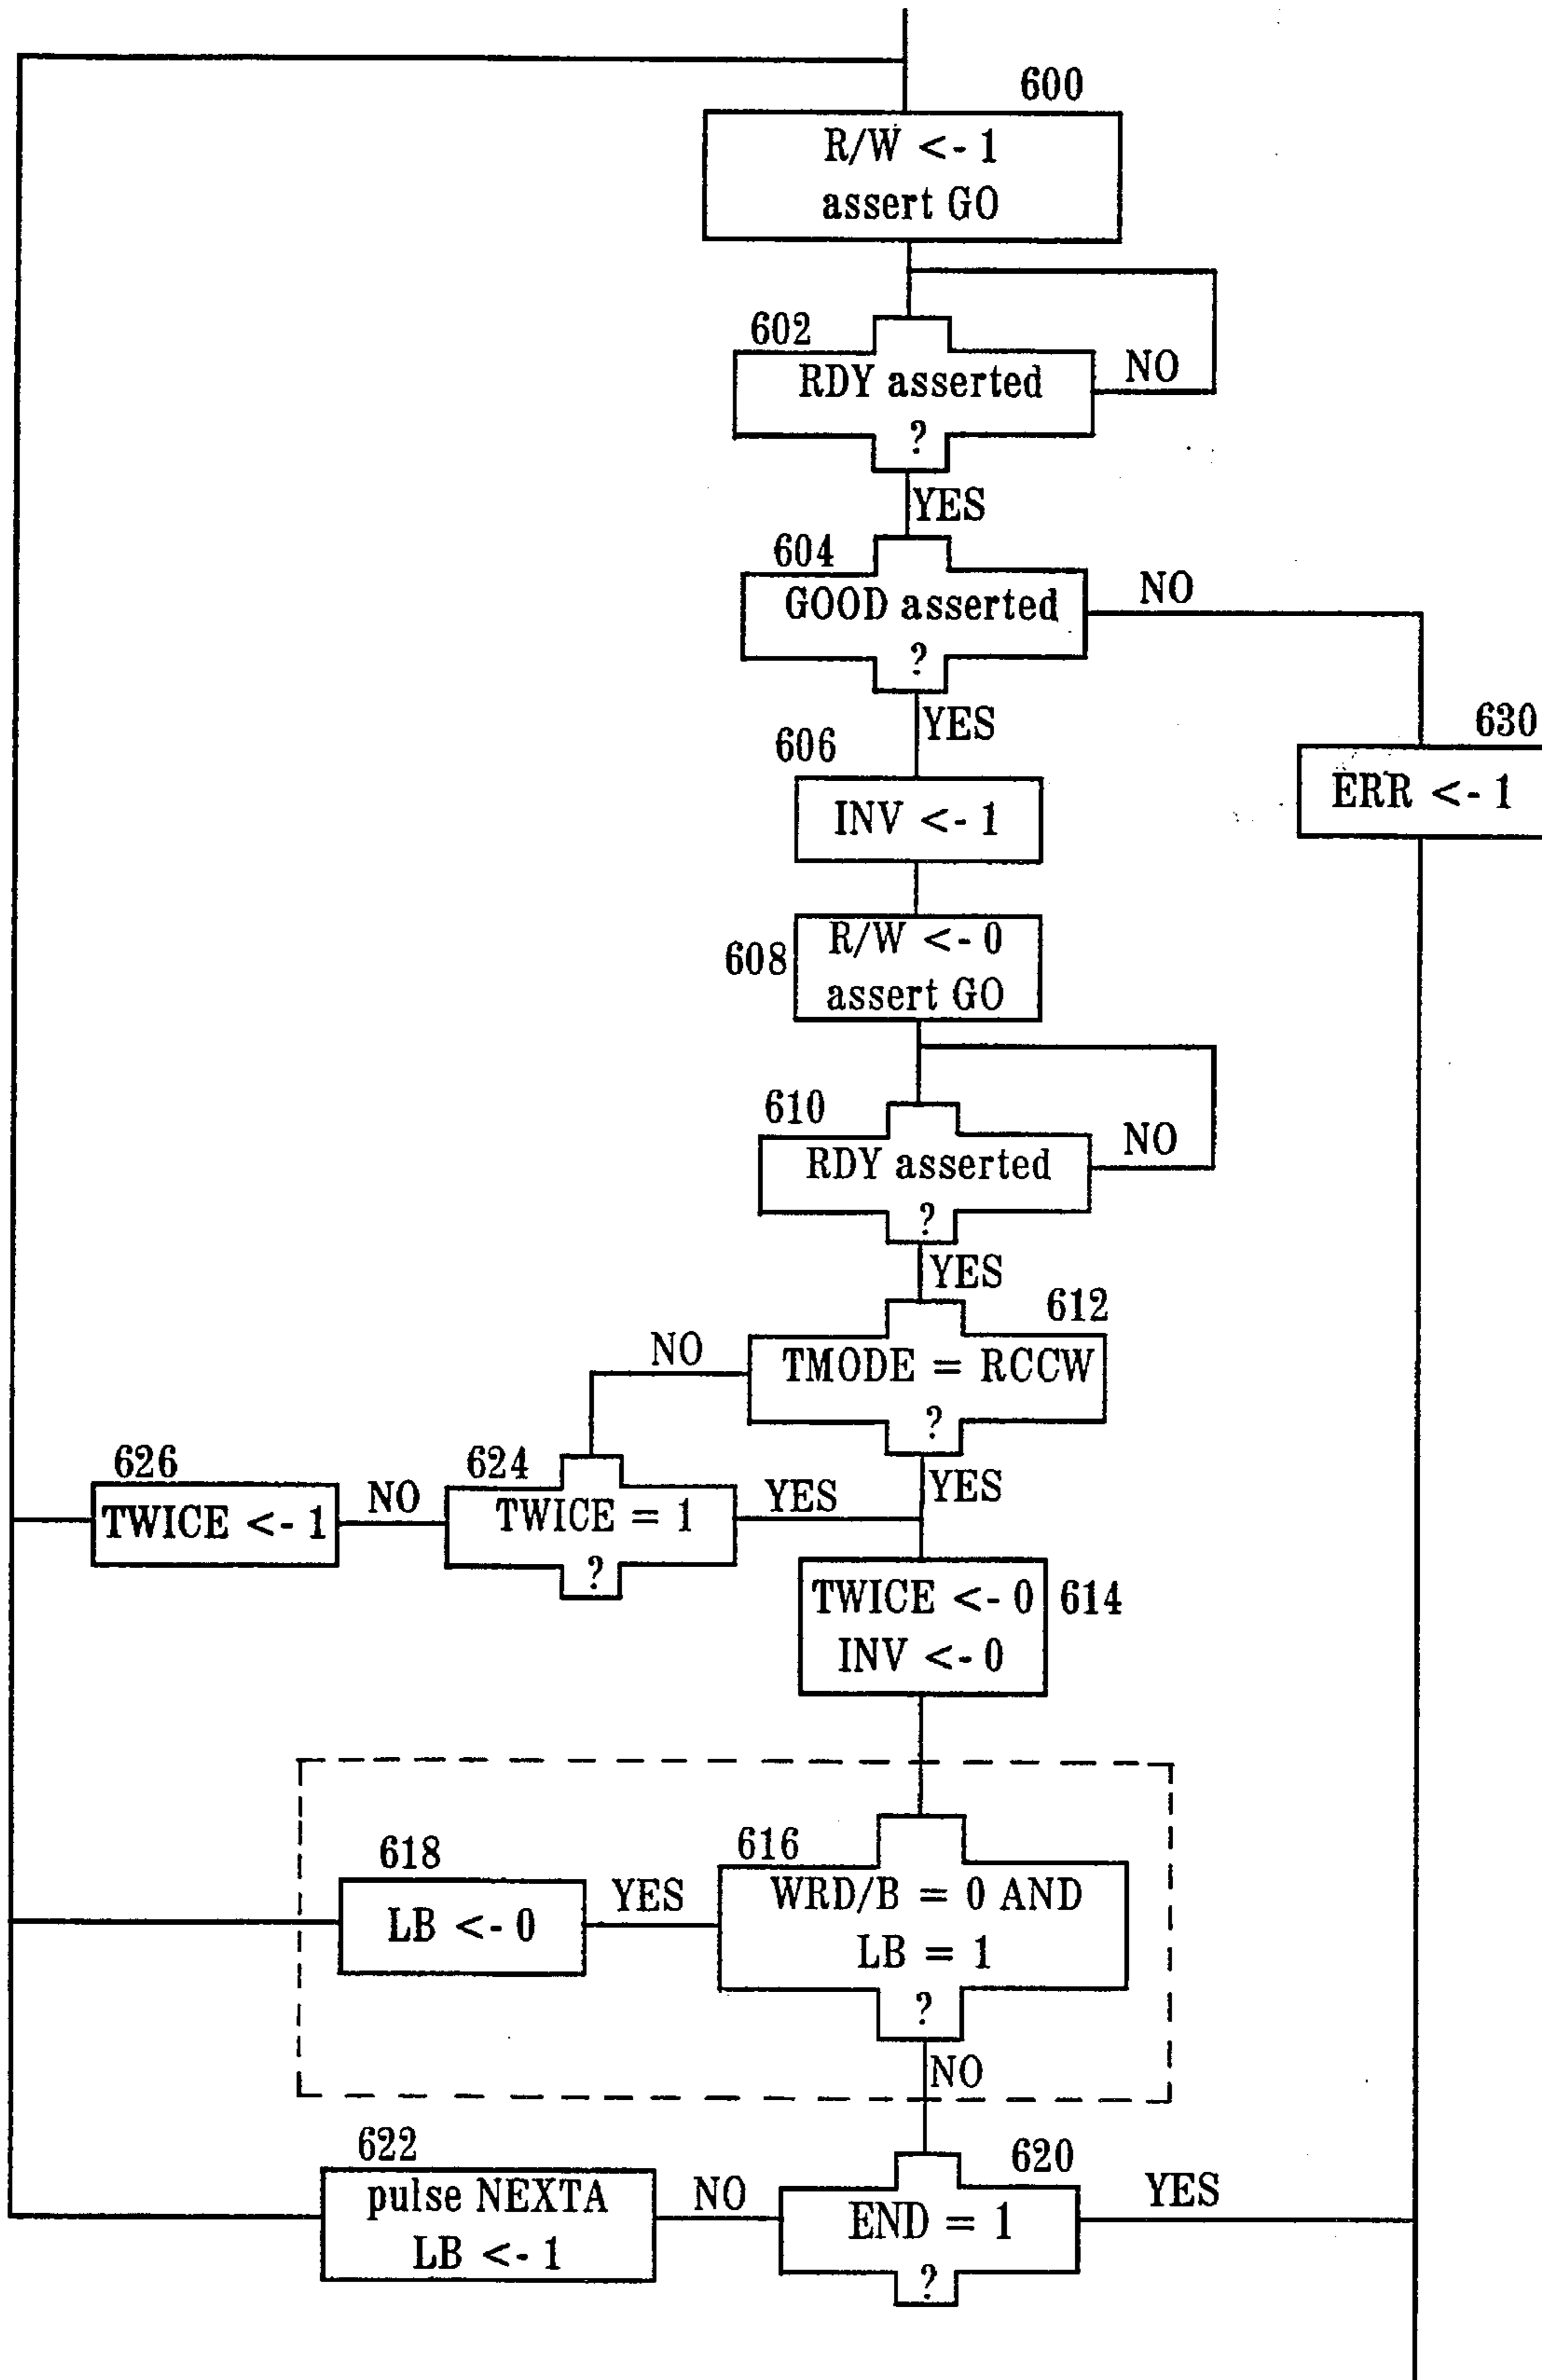 600
R/W <- 1
assert GO
602
RDY asserted
?
NO
YES
604
GOOD asserted
?
NO
YES
630
ERR <- 1
606
INV <- 1
608
R/W <- 0
assert GO
610
RDY asserted
?
NO
YES
612
TMODE = RCCW
?
NO
YES
626
TWICE <- 1
NO
624
TWICE = 1
?
YES
TWICE <- 0
INV <- 0
614
618
LB <- 0
YES
616
WRD/B = 0 AND
LB = 1
?
NO
622
pulse NEXTA
LB <- 1
NO
620
END = 1
?
YES